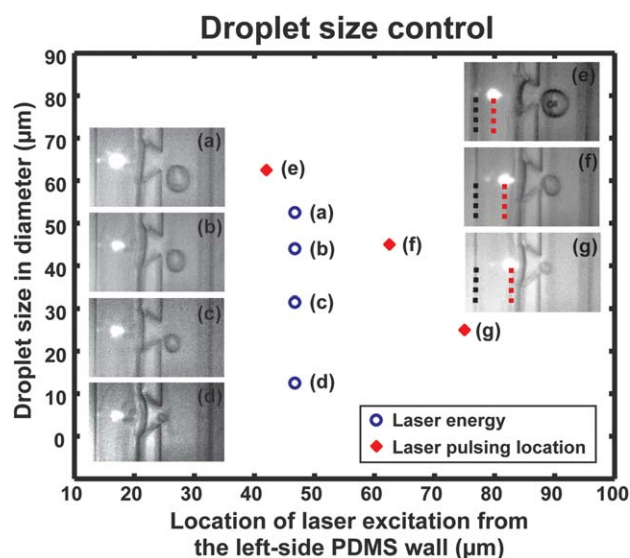 Droplet size control
Droplet size in diameter (µm)
90
80
70
60
50
40
30
20
10
0
(a)
(b)
(c)
(d)
(e)
(f)
(g)
(e)
(a)
(b)
(f)
(c)
(g)
(d)
Laser energy
Laser pulsing location
10 20 30 40 50 60 70 80 90 100
Location of laser excitation from
the left-side PDMS wall (µm)